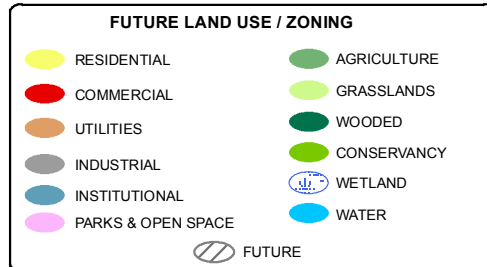 FUTURE LAND USE / ZONING
RESIDENTIAL
COMMERCIAL
UTILITIES
INDUSTRIAL
INSTITUTIONAL
PARKS & OPEN SPACE
AGRICULTURE
GRASSLANDS
WOODED
CONSERVANCY
WETLAND
WATER
FUTURE